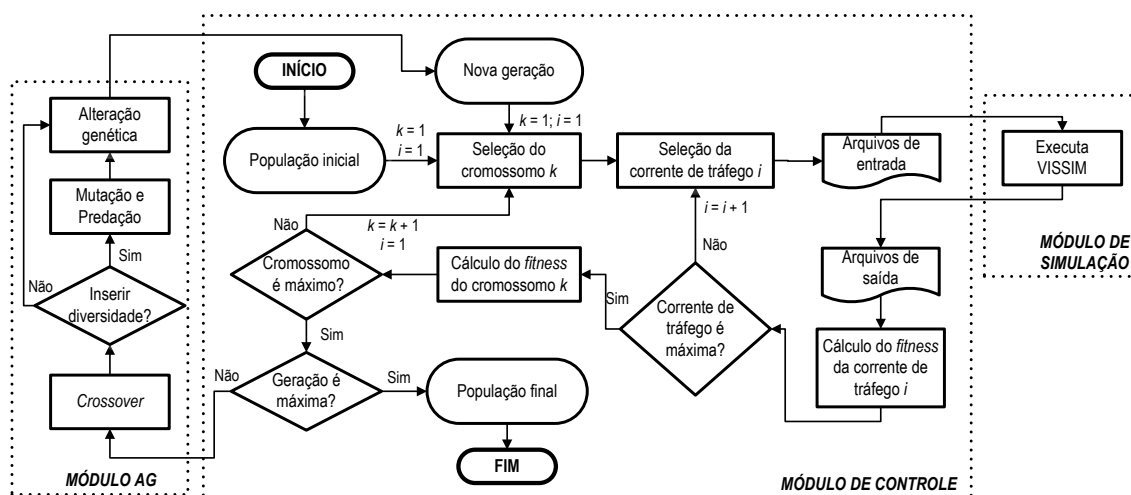 INÍCIO
Nova geração
Alteração
genética
População inicial
k = 1
i = 1
k = 1; i = 1
Seleção do
cromossomo k
Seleção da
corrente de tráfego i
Arquivos de
entrada
Executa
VISSIM
Mutação e
Predação
Não
k = k + 1
i = 1
i = i + 1
Não
Sim
Não
Cromossomo
é máximo?
Cálculo do fitness
do cromossomo k
Sim
Corrente de
tráfego é
máxima?
Arquivos de
saída
MÓDULO DE
SIMULAÇÃO
Inserir
diversidade?
Sim
Cálculo do fitness
da corrente de
tráfego i
Não
Geração é
máxima?
Sim
População final
Crossover
FIM
MÓDULO AG
MÓDULO DE CONTROLE